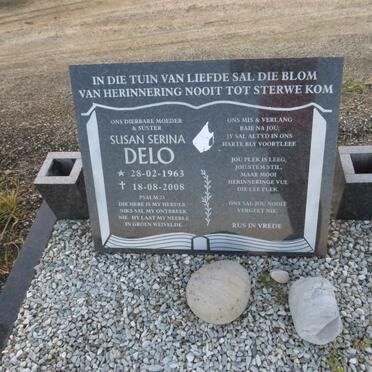 IN DIE TUIN VAN LIEFDE SAL DIE BLOM
VAN HERINNERING NOOIT TOT STERWE KOM
ONS DIERBARE MOEDER
& SUSTER
SUSAN SERINA
DELO
* 28-02-1963
† 18-08-2008
PSALM:23
DIE HERE IS MY HERDER
NIKS SAL MY ONTBREEK
NIE. HY LAAT MY NEERLE
IN GROEN WEIVELDE
ONS MIS & VERLANG
BAIE NA JOU;
JY SAL ALTYD IN ONS
HARTE BLY VOORTLEEF
JOU PLEK IS LEEG,
JOU STEM STIL,
MAAR MOOI
HERINNERINGE VUL
DIE LEE PLEK.
ONS SAL JOU NOOIT
VERGEET NIE.
RUS IN VREDE